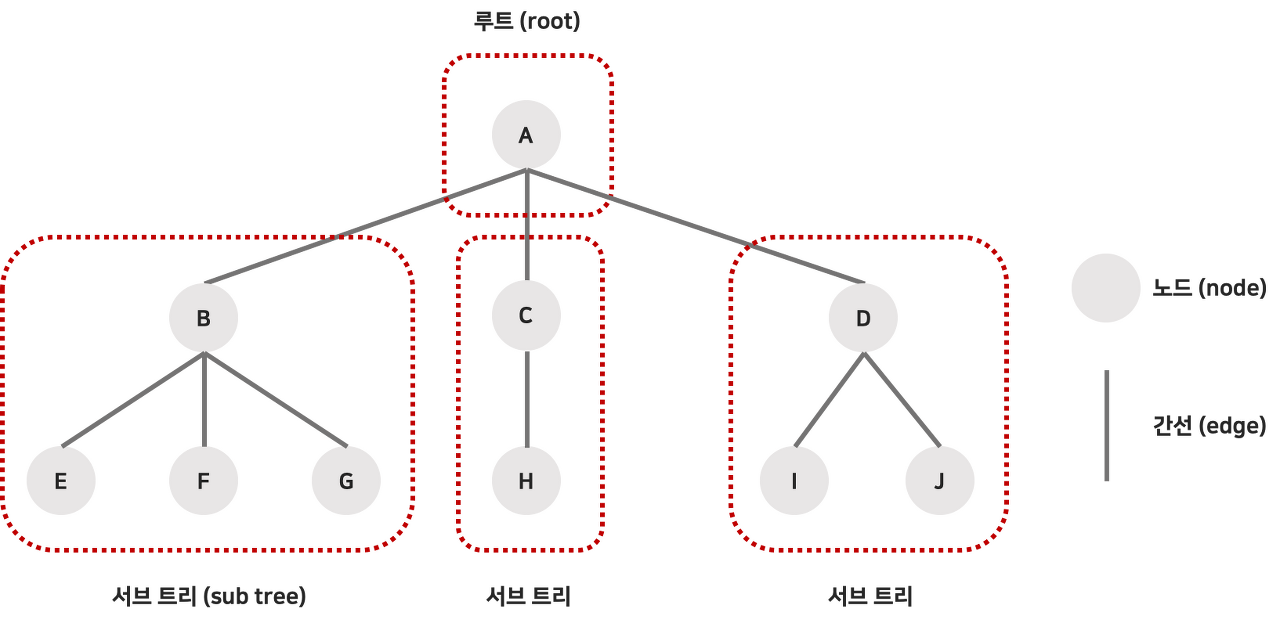 루트 (root)
A
B
C
D
E
F
G
H
I
J
노드 (node)
간선 (edge)
서브 트리 (sub tree)
서브 트리
서브 트리